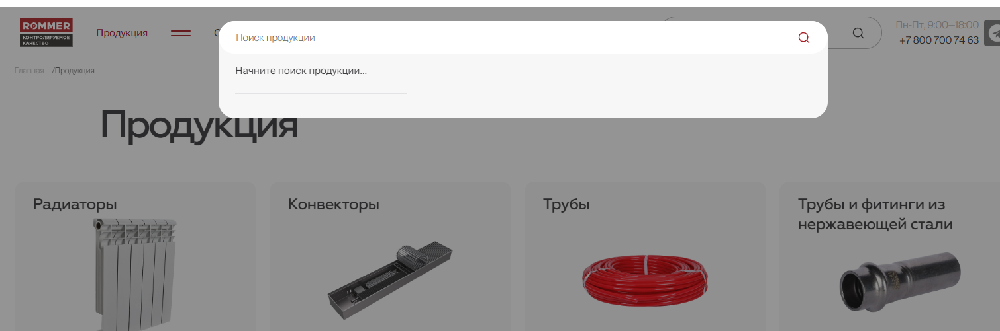 ROMMER
КОНТРОЛИРУЕМОЕ
КАЧЕСТВО
Продукция
Поиск продукции
Пн-Пт, 9:00—18:00
+7 800 700 74 63
Начните поиск продукции...
Главная /Продукция
Продукция
Радиаторы
Конвекторы
Трубы
Трубы и фитинги из
нержавеющей стали